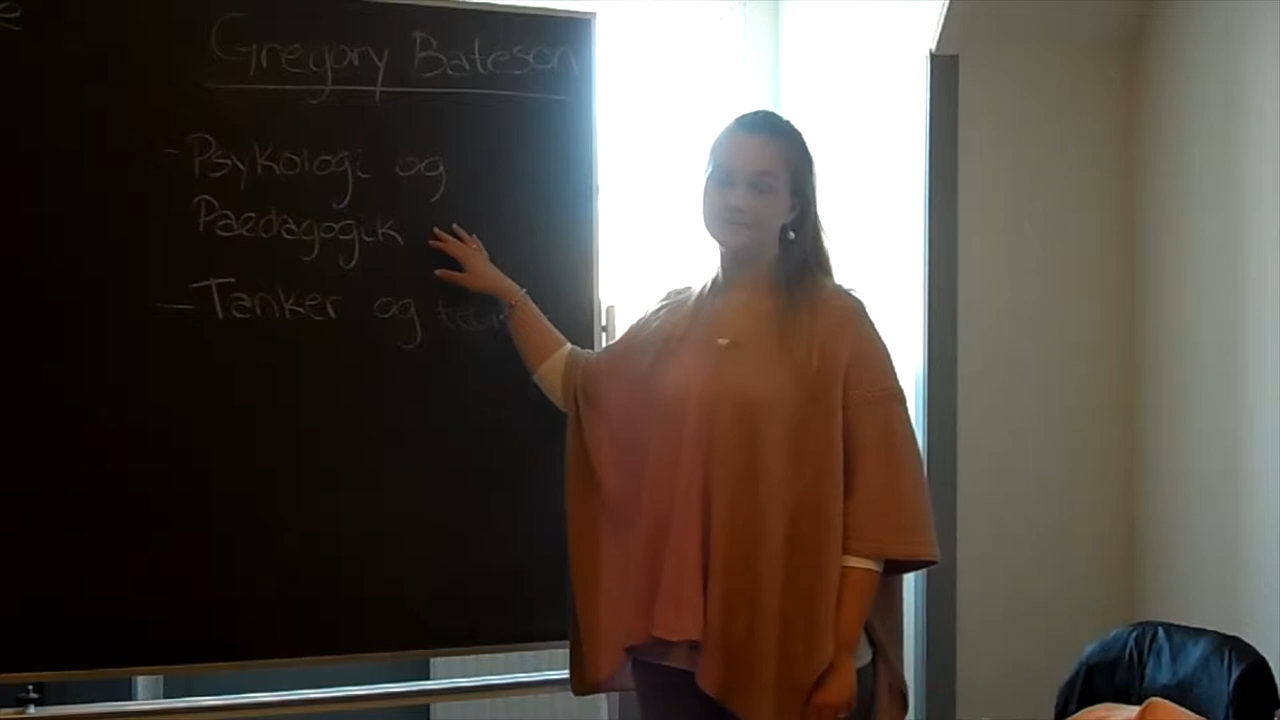 Gregory Bateson
- Psykologi og
Paedagogik
- Tanker og